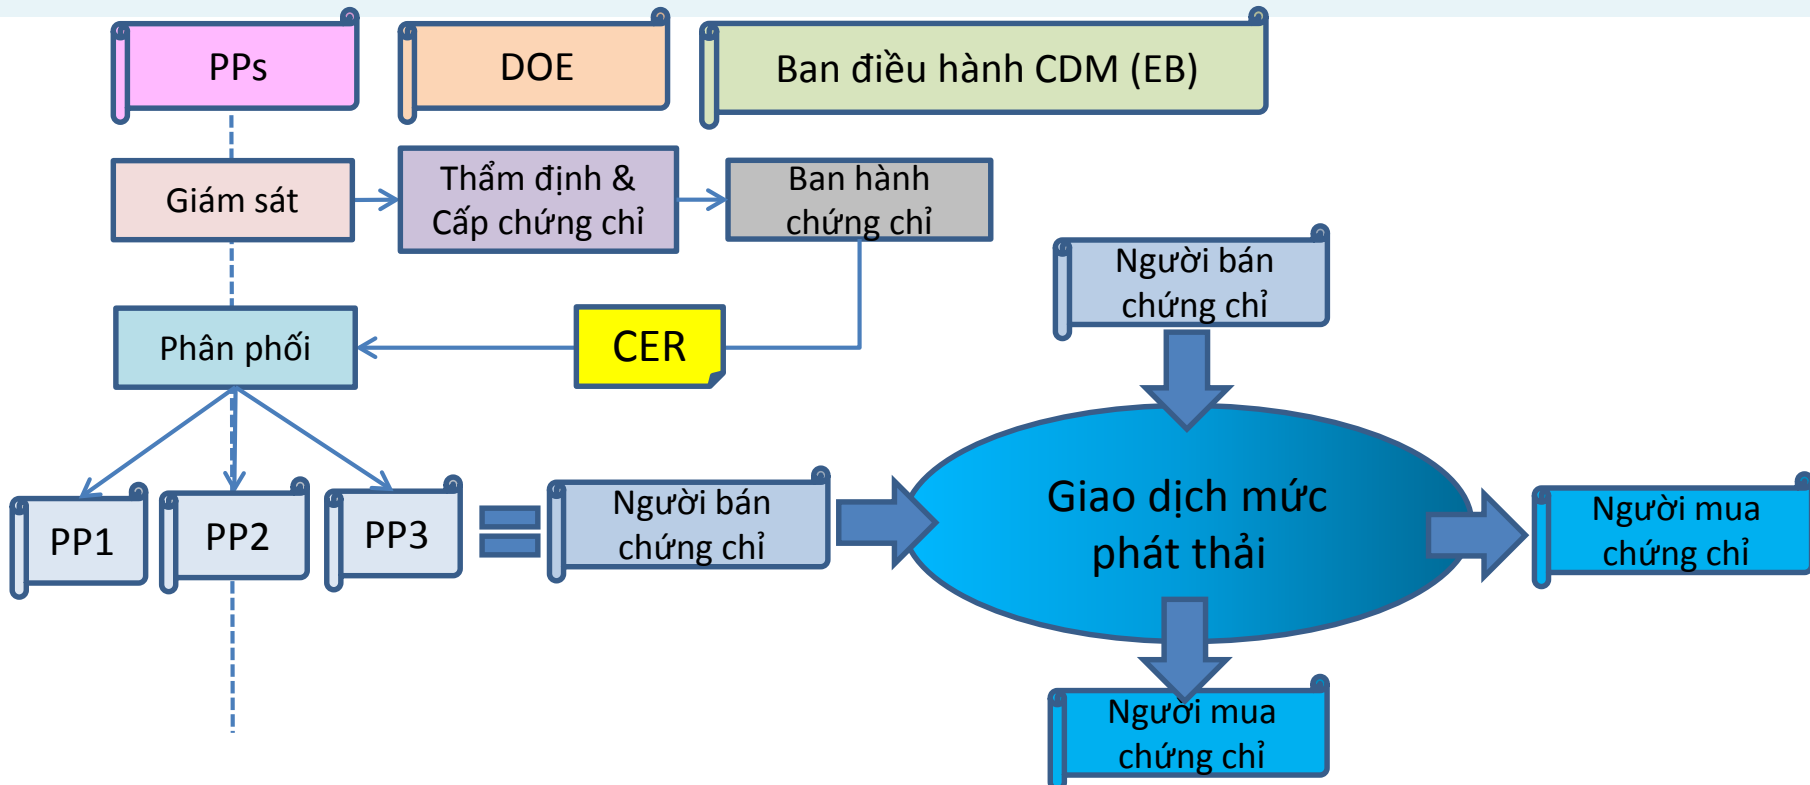 PPs
DOE
Ban điều hành CDM (EB)
Giám sát
Thẩm định &
Cấp chứng chỉ
Ban hành
chứng chỉ
Người bán
chứng chỉ
Phân phối
CER
PP1
PP2
PP3
Người bán
chứng chỉ
Giao dịch mức
phát thải
Người mua
chứng chỉ
Người mua
chứng chỉ